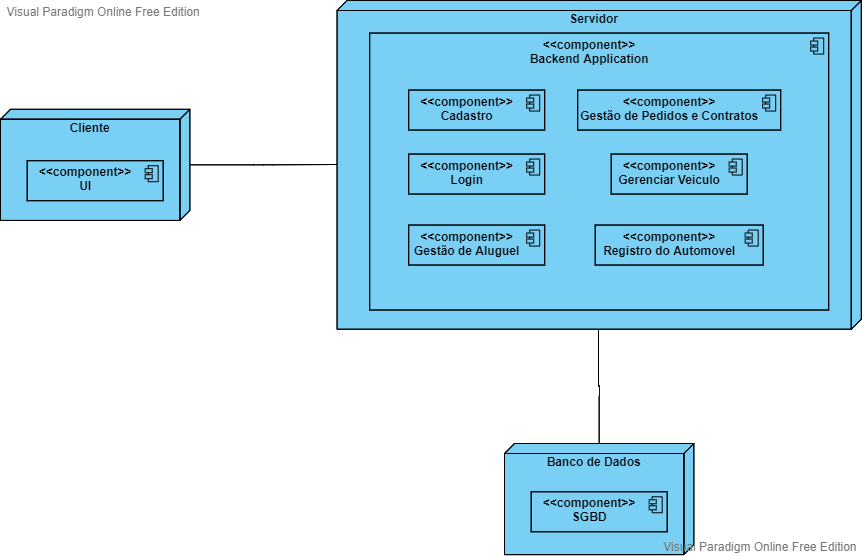 Visual Paradigm Online Free Edition
Servidor
<<component>>
Backend Application
<<component>>
Cadastro
<<component>>
Gestão de Pedidos e Contratos
Cliente
<<component>>
UI
<<component>>
Login
<<component>>
Gerenciar Veiculo
<<component>>
Gestão de Aluguel
<<component>>
Registro do Automovel
Banco de Dados
<<component>>
SGBD
Visual Paradigm Online Free Edition